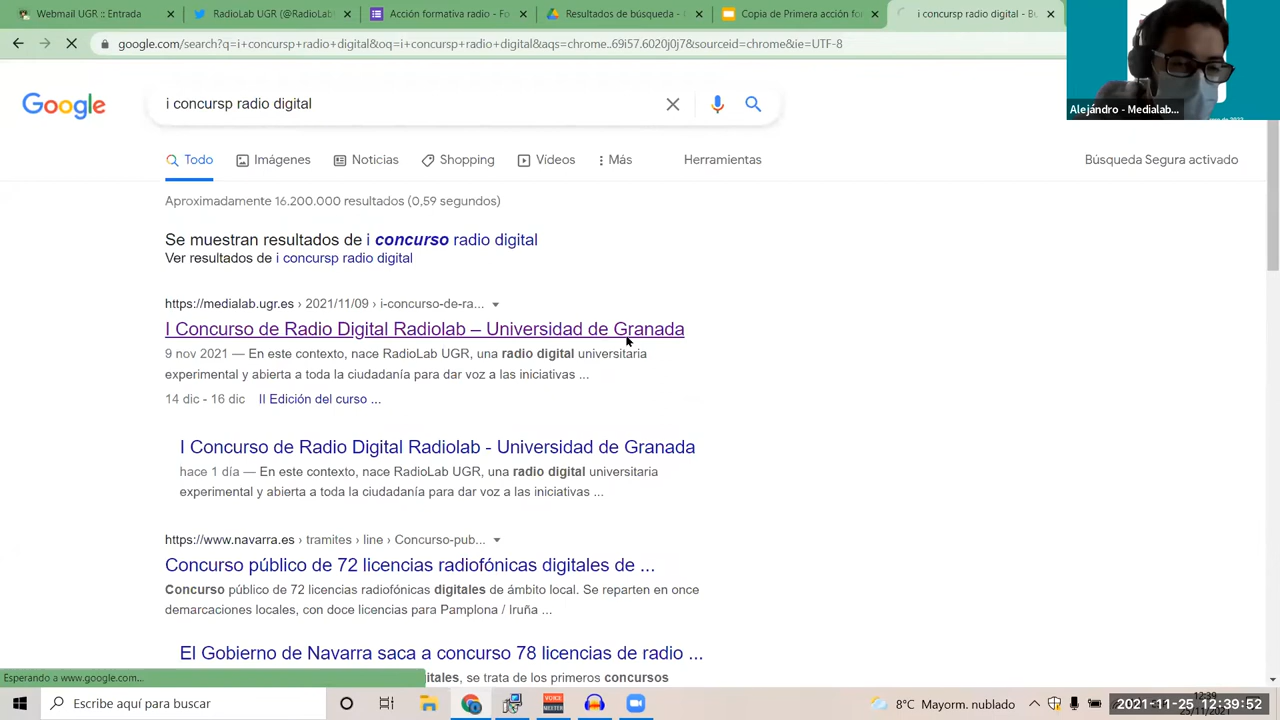 Webmail UGR :: Entrada
RadioLab UGR (@RadioLab
Acción formativa radio - Fo
Resultados de búsqueda -
Copia de Primera acción for
i concursp radio digital - Bu
google.com/search?q=i+concursp+radio+digital&oq=i+concursp+radio+digital&aqs=chrome..69i57.6020j0j7&sourceid=chrome&ie=UTF-8
Alejándro - Medialab...
Google
i concursp radio digital
Todo
Imágenes
Noticias
Shopping
Vídeos
Más
Herramientas
Búsqueda Segura activado
Aproximadamente 16.200.000 resultados (0,59 segundos)
Se muestran resultados de i concurso radio digital
Ver resultados de i concursp radio digital
https://medialab.ugr.es › 2021/11/09 › i-concurso-de-ra...
I Concurso de Radio Digital Radiolab – Universidad de Granada
9 nov 2021 — En este contexto, nace RadioLab UGR, una radio digital universitaria
experimental y abierta a toda la ciudadanía para dar voz a las iniciativas ...
14 dic - 16 dic II Edición del curso ...
I Concurso de Radio Digital Radiolab - Universidad de Granada
hace 1 día — En este contexto, nace RadioLab UGR, una radio digital universitaria
experimental y abierta a toda la ciudadanía para dar voz a las iniciativas ...
https://www.navarra.es › tramites › line › Concurso-pub...
Concurso público de 72 licencias radiofónicas digitales de ...
Concurso público de 72 licencias radiofónicas digitales de ámbito local. Se reparten en once
demarcaciones locales, con doce licencias para Pamplona / Iruña ...
El Gobierno de Navarra saca a concurso 78 licencias de radio ...
Esperando a www.google.com...
itales, se trata de los primeros concursos
Escribe aquí para buscar
VOICE
MEETER
8°C Mayorm. nublado
12:39
2021-11-25 12:39:52